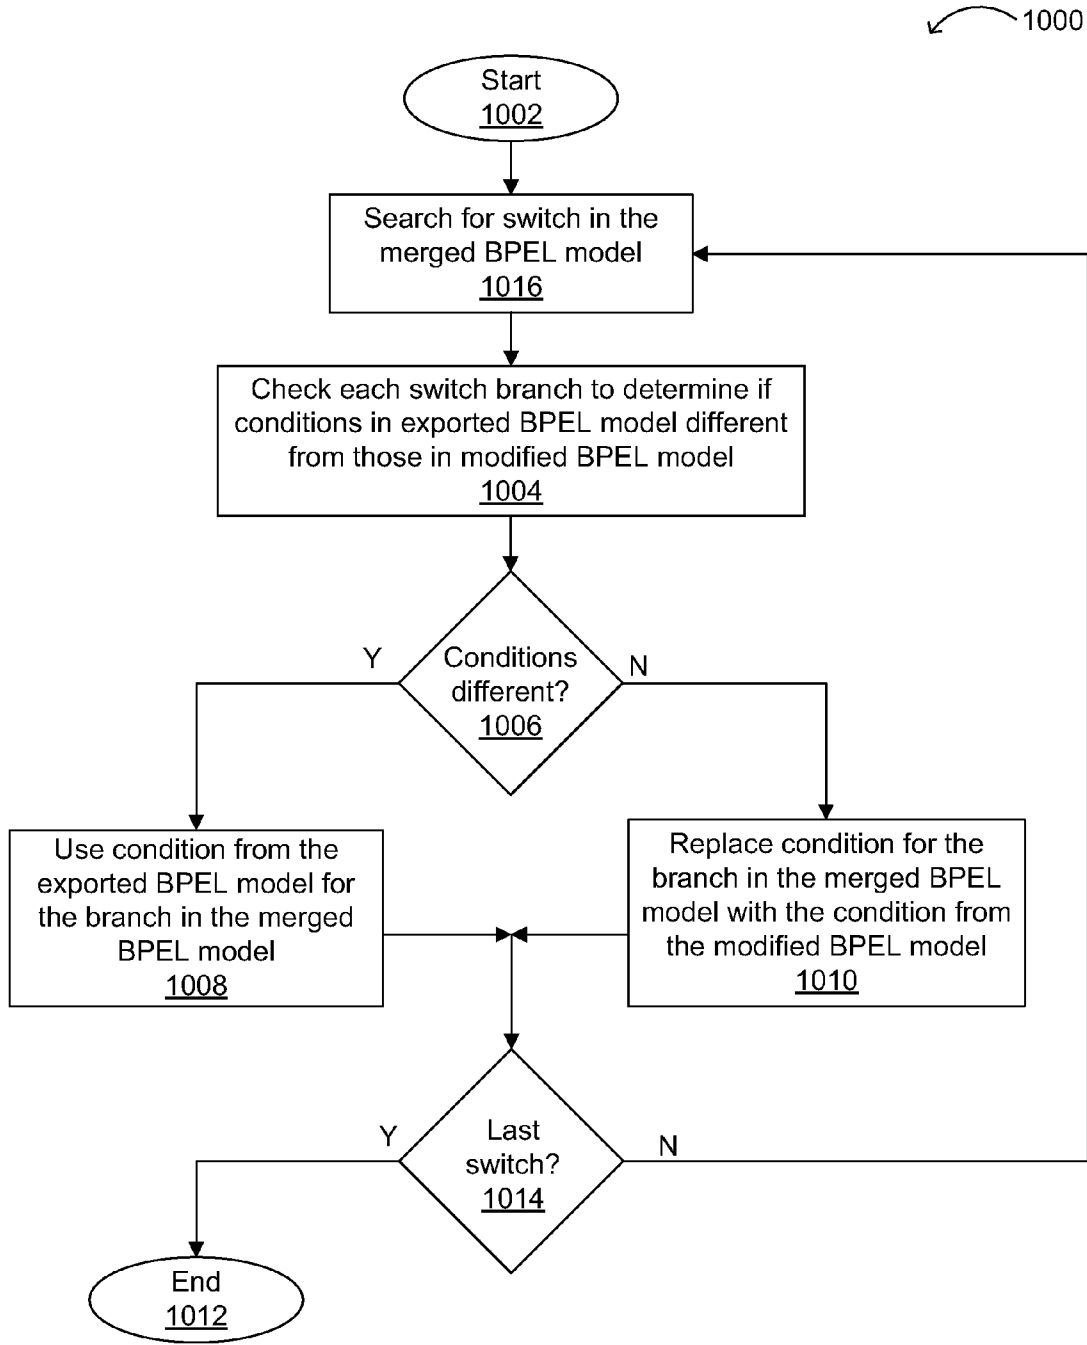 1000
Start
1002
Search for switch in the
merged BPEL model
1016
Check each switch branch to determine if
conditions in exported BPEL model different
from those in modified BPEL model
1004
Y
Conditions
different?
1006
N
Use condition from the
exported BPEL model for
the branch in the merged
BPEL model
1008
Replace condition for the
branch in the merged BPEL
model with the condition from
the modified BPEL model
1010
Y
Last
switch?
1014
N
End
1012